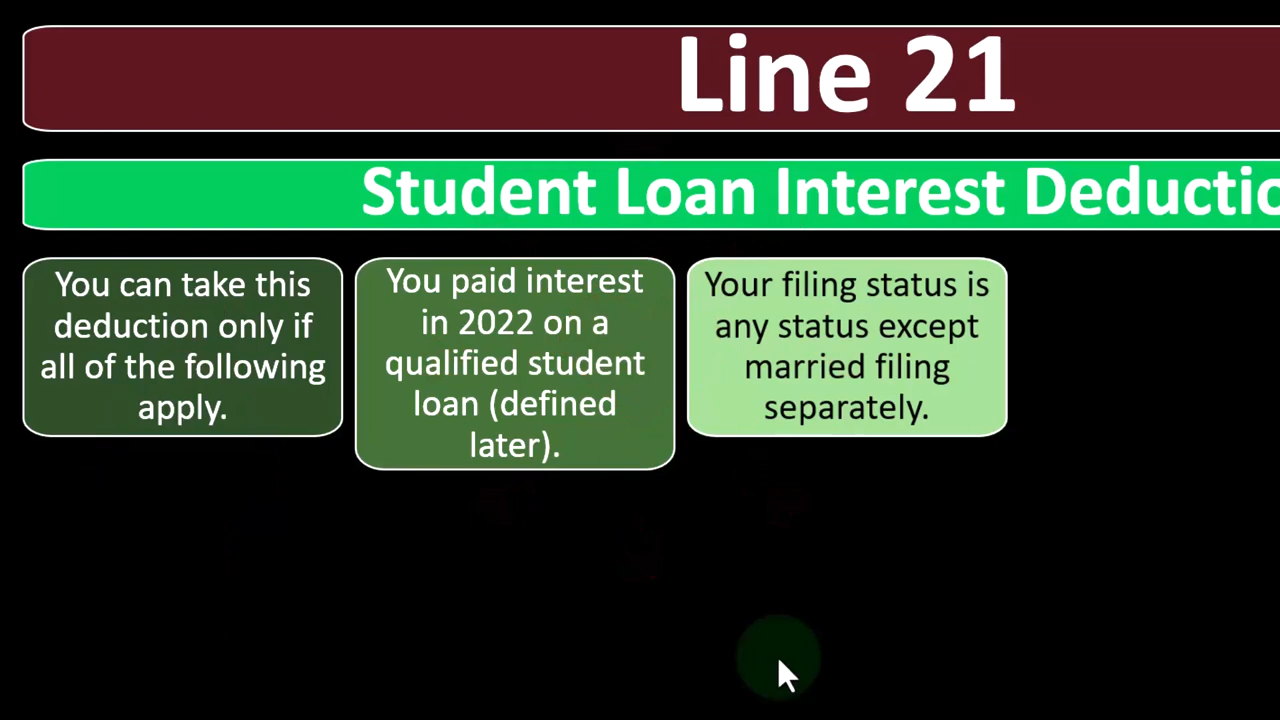 Line 21
Student Loan Interest Deductio
You can take this
deduction only if
all of the following
apply.
You paid interest
in 2022 on a
qualified student
loan (defined
later).
Your filing status is
any status except
married filing
separately.